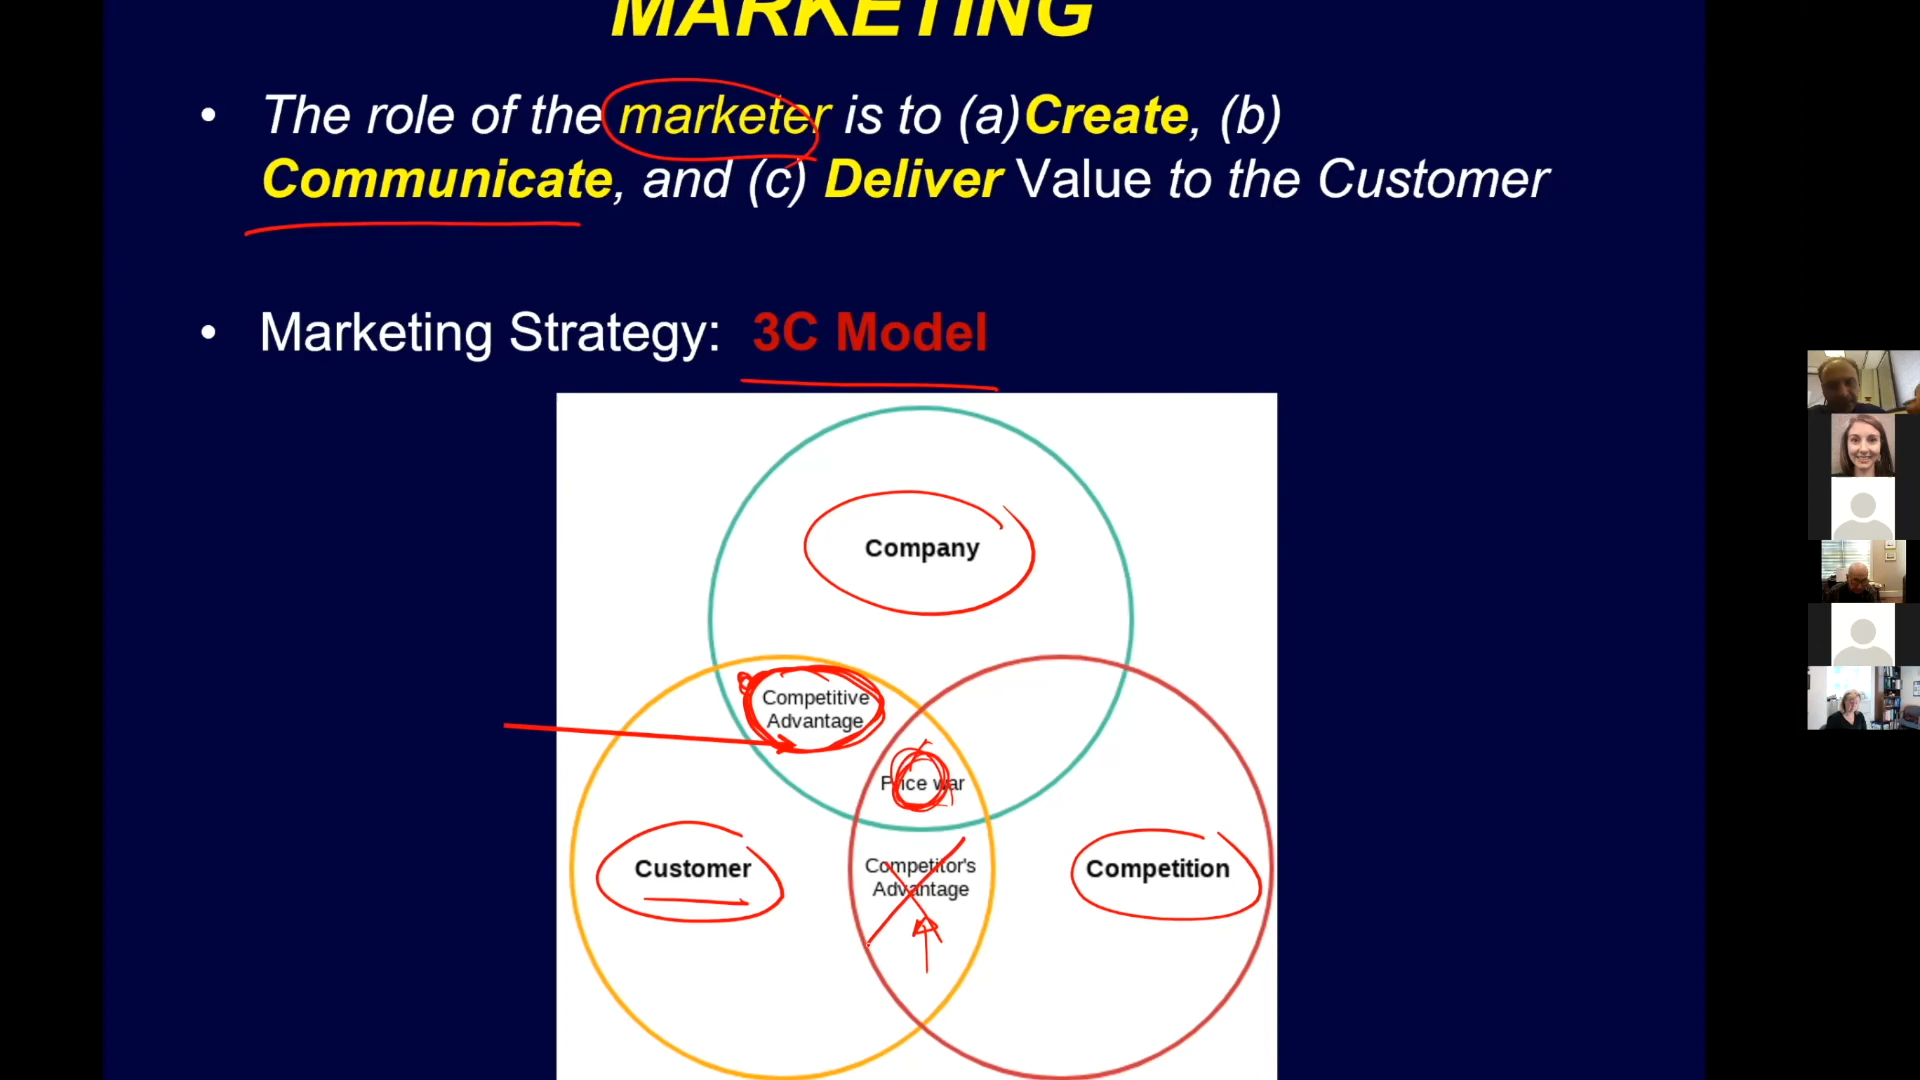 MARKETING
• The role of the marketer is to (a)Create, (b)
Communicate, and (c) Deliver Value to the Customer
• Marketing Strategy: 3C Model
Company
Competitive
Advantage
Price war
Customer
Competitor's
Advantage
Competition